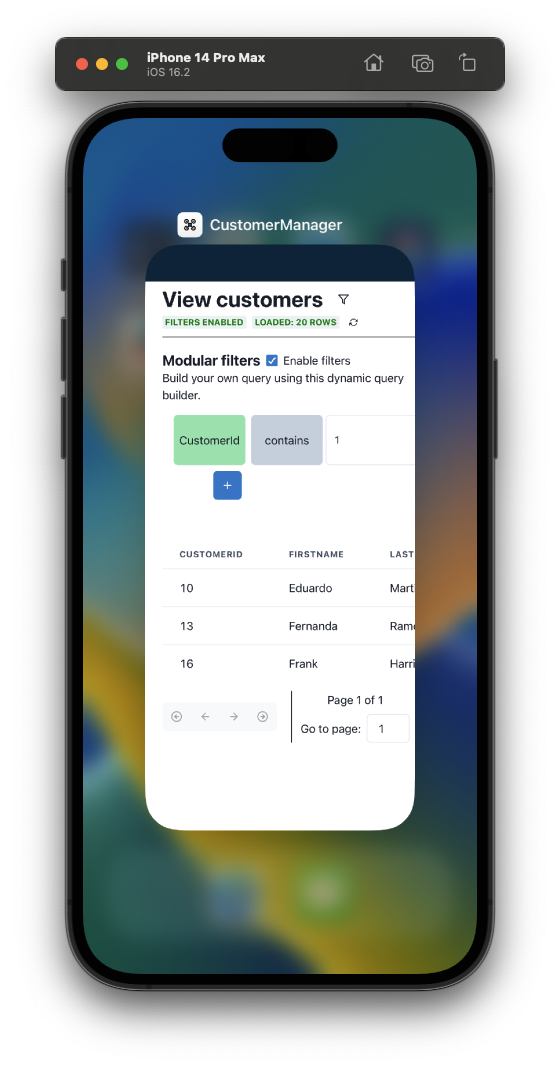 iPhone 14 Pro Max
iOS 16.2
CustomerManager
View customers
FILTERS ENABLED LOADED: 20 ROWS
Modular filters Enable filters
Build your own query using this dynamic query
builder.
CustomerId contains 1
+
CUSTOMERID FIRSTNAME LAST
10 Eduardo Mart
13 Fernanda Ramo
16 Frank Harri
Page 1 of 1
Go to page: 1